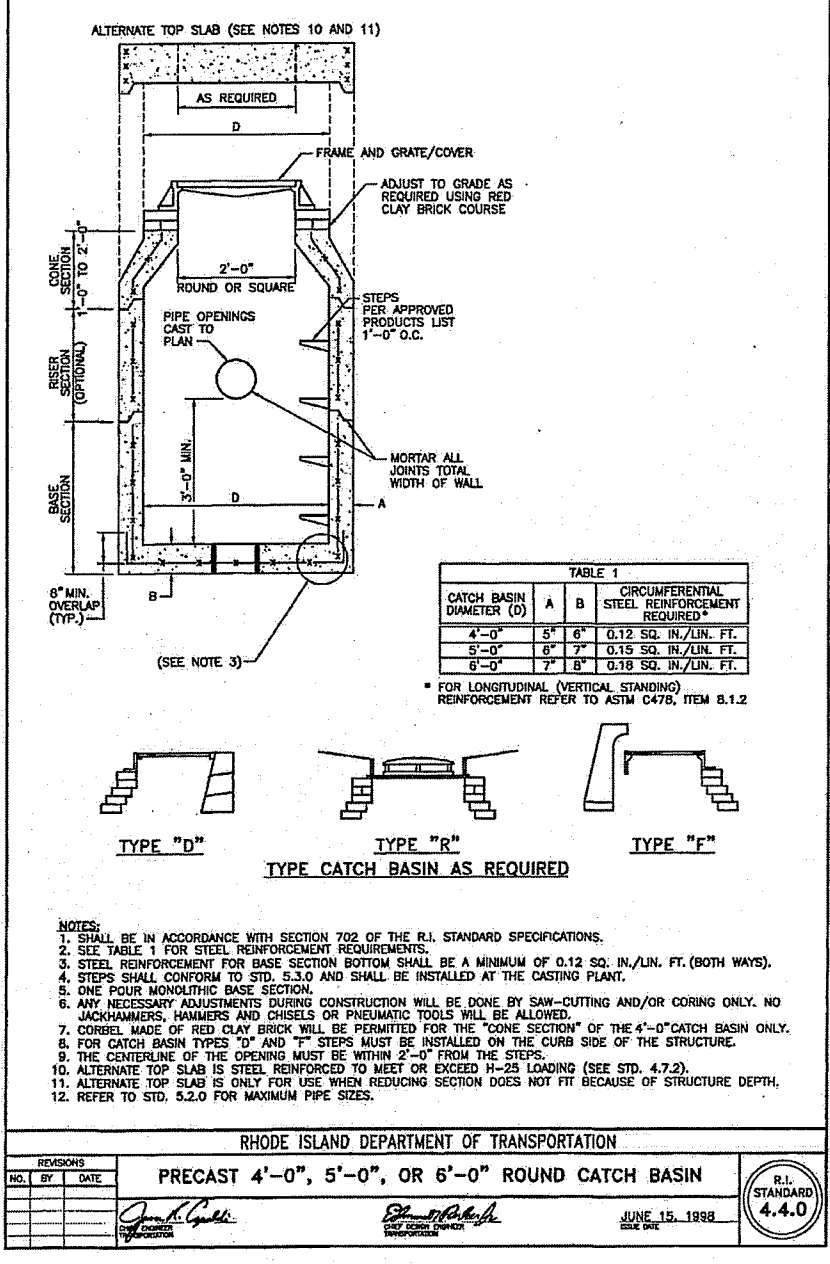 ALTERNATE TOP SLAB (SEE NOTES 10 AND 11)
AS REQUIRED
D
FRAME AND GRATE/COVER
ADJUST TO GRADE AS
REQUIRED USING RED
CLAY BRICK COURSE
CONE
SECTION
1'-0" TO 2'-0"
2'-0"
ROUND OR SQUARE
STEPS
PER APPROVED
PRODUCTS LIST
1'-0" O.C.
PIPE OPENINGS
CAST TO
PLAN
RISER
SECTION
(OPTIONAL)
MORTAR ALL
JOINTS TOTAL
WIDTH OF WALL
3'-0" MIN.
BASE
SECTION
D
A
B
8" MIN.
OVERLAP
(TYP.)
(SEE NOTE 3)
TABLE 1
CATCH BASIN
DIAMETER (D)
A
B
CIRCUMFERENTIAL
STEEL REINFORCEMENT
REQUIRED*
4'-0" 5" 6" 0.12 SQ. IN./LIN. FT.
5'-0" 6" 7" 0.15 SQ. IN./LIN. FT.
6'-0" 7" 8" 0.18 SQ. IN./LIN. FT.
* FOR LONGITUDINAL (VERTICAL STANDING)
REINFORCEMENT REFER TO ASTM C478, ITEM 8.1.2
TYPE "D"
TYPE "R"
TYPE "F"
TYPE CATCH BASIN AS REQUIRED
NOTES:
1. SHALL BE IN ACCORDANCE WITH SECTION 702 OF THE R.I. STANDARD SPECIFICATIONS.
2. SEE TABLE 1 FOR STEEL REINFORCEMENT REQUIREMENTS.
3. STEEL REINFORCEMENT FOR BASE SECTION BOTTOM SHALL BE A MINIMUM OF 0.12 SQ. IN./LIN. FT. (BOTH WAYS).
4. STEPS SHALL CONFORM TO STD. 5.3.0 AND SHALL BE INSTALLED AT THE CASTING PLANT.
5. ONE POUR MONOLITHIC BASE SECTION.
6. ANY NECESSARY ADJUSTMENTS DURING CONSTRUCTION WILL BE DONE BY SAW-CUTTING AND/OR CORING ONLY. NO
JACKHAMMERS, HAMMERS AND CHISELS OR PNEUMATIC TOOLS WILL BE ALLOWED.
7. CORBEL MADE OF RED CLAY BRICK WILL BE PERMITTED FOR THE "CONE SECTION" OF THE 4'-0" CATCH BASIN ONLY.
8. FOR CATCH BASIN TYPES "D" AND "F" STEPS MUST BE INSTALLED ON THE CURB SIDE OF THE STRUCTURE.
9. THE CENTERLINE OF THE OPENING MUST BE WITHIN 2'-0" FROM THE STEPS.
10. ALTERNATE TOP SLAB IS STEEL REINFORCED TO MEET OR EXCEED H-25 LOADING (SEE STD. 4.7.2).
11. ALTERNATE TOP SLAB IS ONLY FOR USE WHEN REDUCING SECTION DOES NOT FIT BECAUSE OF STRUCTURE DEPTH.
12. REFER TO STD. 5.2.0 FOR MAXIMUM PIPE SIZES.
RHODE ISLAND DEPARTMENT OF TRANSPORTATION
REVISIONS
NO. BY DATE
PRECAST 4'-0", 5'-0", OR 6'-0" ROUND CATCH BASIN
CHIEF ENGINEER
TRANSPORTATION
CHIEF DESIGN ENGINEER
TRANSPORTATION
JUNE 15, 1998
ISSUE DATE
R.I.
STANDARD
4.4.0